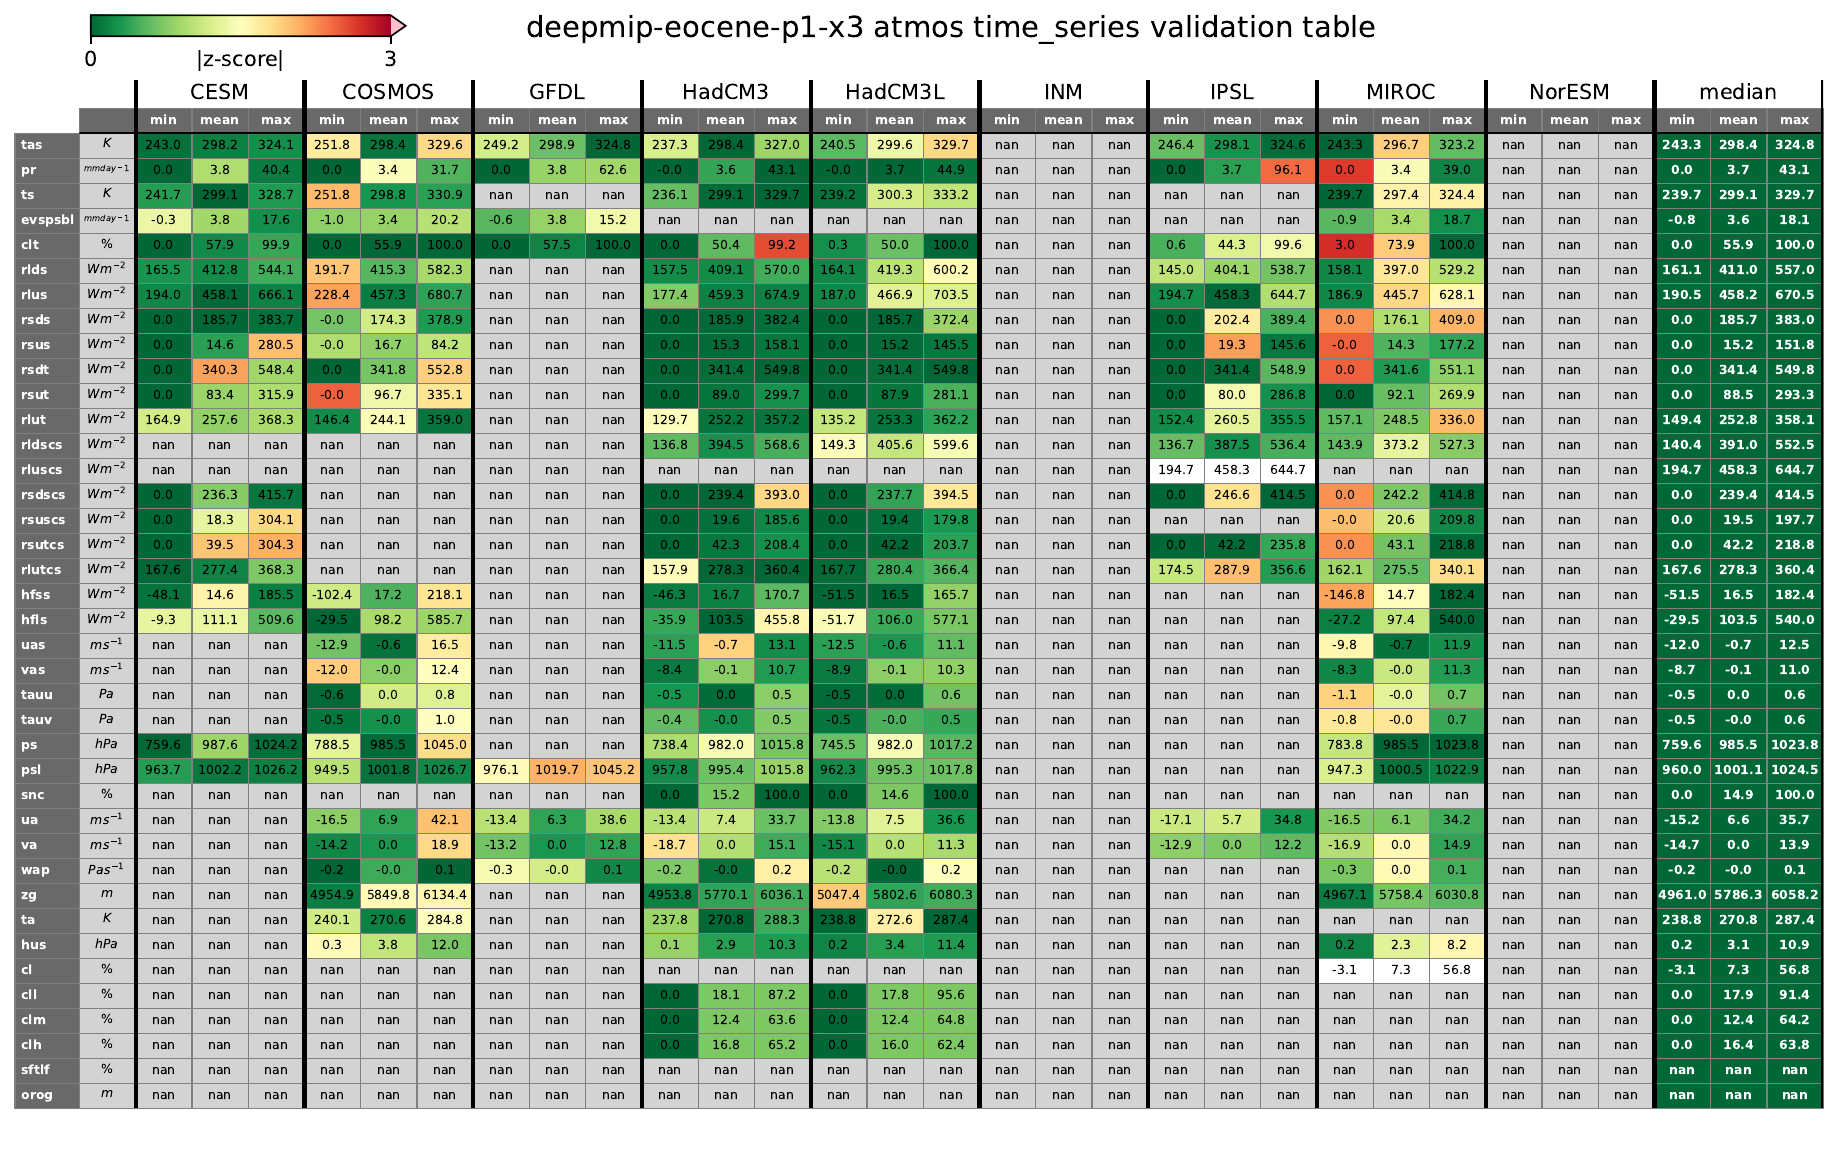 deepmip-eocene-p1-x3 atmos time_series validation table
0 |z-score| 3
CESM COSMOS GFDL HadCM3 HadCM3L INM IPSL MIROC NorESM median
min mean max min mean max min mean max min mean max min mean max min mean max min mean max min mean max min mean max min mean max
tas K 243.0 298.2 324.1 251.8 298.4 329.6 249.2 298.9 324.8 237.3 298.4 327.0 240.5 299.6 329.7 nan nan nan 246.4 298.1 324.6 243.3 296.7 323.2 nan nan nan 243.3 298.4 324.8
pr mmday−1 0.0 3.8 40.4 0.0 3.4 31.7 0.0 3.8 62.6 -0.0 3.6 43.1 -0.0 3.7 44.9 nan nan nan 0.0 3.7 96.1 0.0 3.4 39.0 nan nan nan 0.0 3.7 43.1
ts K 241.7 299.1 328.7 251.8 298.8 330.9 nan nan nan 236.1 299.1 329.7 239.2 300.3 333.2 nan nan nan nan nan nan 239.7 297.4 324.4 nan nan nan 239.7 299.1 329.7
evspsbl mmday−1 -0.3 3.8 17.6 -1.0 3.4 20.2 -0.6 3.8 15.2 nan nan nan nan nan nan nan nan nan nan nan nan -0.9 3.4 18.7 nan nan nan -0.8 3.6 18.1
clt % 0.0 57.9 99.9 0.0 55.9 100.0 0.0 57.5 100.0 0.0 50.4 99.2 0.3 50.0 100.0 nan nan nan 0.6 44.3 99.6 3.0 73.9 100.0 nan nan nan 0.0 55.9 100.0
rlds Wm−2 165.5 412.8 544.1 191.7 415.3 582.3 nan nan nan 157.5 409.1 570.0 164.1 419.3 600.2 nan nan nan 145.0 404.1 538.7 158.1 397.0 529.2 nan nan nan 161.1 411.0 557.0
rlus Wm−2 194.0 458.1 666.1 228.4 457.3 680.7 nan nan nan 177.4 459.3 674.9 187.0 466.9 703.5 nan nan nan 194.7 458.3 644.7 186.9 445.7 628.1 nan nan nan 190.5 458.2 670.5
rsds Wm−2 0.0 185.7 383.7 -0.0 174.3 378.9 nan nan nan 0.0 185.9 382.4 0.0 185.7 372.4 nan nan nan 0.0 202.4 389.4 0.0 176.1 409.0 nan nan nan 0.0 185.7 383.0
rsus Wm−2 0.0 14.6 280.5 -0.0 16.7 84.2 nan nan nan 0.0 15.3 158.1 0.0 15.2 145.5 nan nan nan 0.0 19.3 145.6 -0.0 14.3 177.2 nan nan nan 0.0 15.2 151.8
rsdt Wm−2 0.0 340.3 548.4 0.0 341.8 552.8 nan nan nan 0.0 341.4 549.8 0.0 341.4 549.8 nan nan nan 0.0 341.4 548.9 0.0 341.6 551.1 nan nan nan 0.0 341.4 549.8
rsut Wm−2 0.0 83.4 315.9 -0.0 96.7 335.1 nan nan nan 0.0 89.0 299.7 0.0 87.9 281.1 nan nan nan 0.0 80.0 286.8 0.0 92.1 269.9 nan nan nan 0.0 88.5 293.3
rlut Wm−2 164.9 257.6 368.3 146.4 244.1 359.0 nan nan nan 129.7 252.2 357.2 135.2 253.3 362.2 nan nan nan 152.4 260.5 355.5 157.1 248.5 336.0 nan nan nan 149.4 252.8 358.1
rldscs Wm−2 nan nan nan nan nan nan nan nan nan 136.8 394.5 568.6 149.3 405.6 599.6 nan nan nan 136.7 387.5 536.4 143.9 373.2 527.3 nan nan nan 140.4 391.0 552.5
rluscs Wm−2 nan nan nan nan nan nan nan nan nan nan nan nan nan nan nan nan nan nan 194.7 458.3 644.7 nan nan nan nan nan nan 194.7 458.3 644.7
rsdscs Wm−2 0.0 236.3 415.7 nan nan nan nan nan nan 0.0 239.4 393.0 0.0 237.7 394.5 nan nan nan 0.0 246.6 414.5 0.0 242.2 414.8 nan nan nan 0.0 239.4 414.5
rsuscs Wm−2 0.0 18.3 304.1 nan nan nan nan nan nan 0.0 19.6 185.6 0.0 19.4 179.8 nan nan nan nan nan nan -0.0 20.6 209.8 nan nan nan 0.0 19.5 197.7
rsutcs Wm−2 0.0 39.5 304.3 nan nan nan nan nan nan 0.0 42.3 208.4 0.0 42.2 203.7 nan nan nan 0.0 42.2 235.8 0.0 43.1 218.8 nan nan nan 0.0 42.2 218.8
rlutcs Wm−2 167.6 277.4 368.3 nan nan nan nan nan nan 157.9 278.3 360.4 167.7 280.4 366.4 nan nan nan 174.5 287.9 356.6 162.1 275.5 340.1 nan nan nan 167.6 278.3 360.4
hfss Wm−2 -48.1 14.6 185.5 -102.4 17.2 218.1 nan nan nan -46.3 16.7 170.7 -51.5 16.5 165.7 nan nan nan nan nan nan -146.8 14.7 182.4 nan nan nan -51.5 16.5 182.4
hfls Wm−2 -9.3 111.1 509.6 -29.5 98.2 585.7 nan nan nan -35.9 103.5 455.8 -51.7 106.0 577.1 nan nan nan nan nan nan -27.2 97.4 540.0 nan nan nan -29.5 103.5 540.0
uas ms−1 nan nan nan -12.9 -0.6 16.5 nan nan nan -11.5 -0.7 13.1 -12.5 -0.6 11.1 nan nan nan nan nan nan -9.8 -0.7 11.9 nan nan nan -12.0 -0.7 12.5
vas ms−1 nan nan nan -12.0 -0.0 12.4 nan nan nan -8.4 -0.1 10.7 -8.9 -0.1 10.3 nan nan nan nan nan nan -8.3 -0.0 11.3 nan nan nan -8.7 -0.1 11.0
tauu Pa nan nan nan -0.6 0.0 0.8 nan nan nan -0.5 0.0 0.5 -0.5 0.0 0.6 nan nan nan nan nan nan -1.1 -0.0 0.7 nan nan nan -0.5 0.0 0.6
tauv Pa nan nan nan -0.5 -0.0 1.0 nan nan nan -0.4 -0.0 0.5 -0.5 -0.0 0.5 nan nan nan nan nan nan -0.8 -0.0 0.7 nan nan nan -0.5 -0.0 0.6
ps hPa 759.6 987.6 1024.2 788.5 985.5 1045.0 nan nan nan 738.4 982.0 1015.8 745.5 982.0 1017.2 nan nan nan nan nan nan 783.8 985.5 1023.8 nan nan nan 759.6 985.5 1023.8
psl hPa 963.7 1002.2 1026.2 949.5 1001.8 1026.7 976.1 1019.7 1045.2 957.8 995.4 1015.8 962.3 995.3 1017.8 nan nan nan nan nan nan 947.3 1000.5 1022.9 nan nan nan 960.0 1001.1 1024.5
snc % nan nan nan nan nan nan nan nan nan 0.0 15.2 100.0 0.0 14.6 100.0 nan nan nan nan nan nan nan nan nan nan nan nan 0.0 14.9 100.0
ua ms−1 nan nan nan -16.5 6.9 42.1 -13.4 6.3 38.6 -13.4 7.4 33.7 -13.8 7.5 36.6 nan nan nan -17.1 5.7 34.8 -16.5 6.1 34.2 nan nan nan -15.2 6.6 35.7
va ms−1 nan nan nan -14.2 0.0 18.9 -13.2 0.0 12.8 -18.7 0.0 15.1 -15.1 0.0 11.3 nan nan nan -12.9 0.0 12.2 -16.9 0.0 14.9 nan nan nan -14.7 0.0 13.9
wap Pas−1 nan nan nan -0.2 -0.0 0.1 -0.3 -0.0 0.1 -0.2 -0.0 0.2 -0.2 -0.0 0.2 nan nan nan nan nan nan -0.3 0.0 0.1 nan nan nan -0.2 -0.0 0.1
zg m nan nan nan 4954.9 5849.8 6134.4 nan nan nan 4953.8 5770.1 6036.1 5047.4 5802.6 6080.3 nan nan nan nan nan nan 4967.1 5758.4 6030.8 nan nan nan 4961.0 5786.3 6058.2
ta K nan nan nan 240.1 270.6 284.8 nan nan nan 237.8 270.8 288.3 238.8 272.6 287.4 nan nan nan nan nan nan nan nan nan nan nan nan 238.8 270.8 287.4
hus hPa nan nan nan 0.3 3.8 12.0 nan nan nan 0.1 2.9 10.3 0.2 3.4 11.4 nan nan nan nan nan nan 0.2 2.3 8.2 nan nan nan 0.2 3.1 10.9
cl % nan nan nan nan nan nan nan nan nan nan nan nan nan nan nan nan nan nan nan nan nan -3.1 7.3 56.8 nan nan nan -3.1 7.3 56.8
cll % nan nan nan nan nan nan nan nan nan 0.0 18.1 87.2 0.0 17.8 95.6 nan nan nan nan nan nan nan nan nan nan nan nan 0.0 17.9 91.4
clm % nan nan nan nan nan nan nan nan nan 0.0 12.4 63.6 0.0 12.4 64.8 nan nan nan nan nan nan nan nan nan nan nan nan 0.0 12.4 64.2
clh % nan nan nan nan nan nan nan nan nan 0.0 16.8 65.2 0.0 16.0 62.4 nan nan nan nan nan nan nan nan nan nan nan nan 0.0 16.4 63.8
sftlf % nan nan nan nan nan nan nan nan nan nan nan nan nan nan nan nan nan nan nan nan nan nan nan nan nan nan nan nan nan nan
orog m nan nan nan nan nan nan nan nan nan nan nan nan nan nan nan nan nan nan nan nan nan nan nan nan nan nan nan nan nan nan